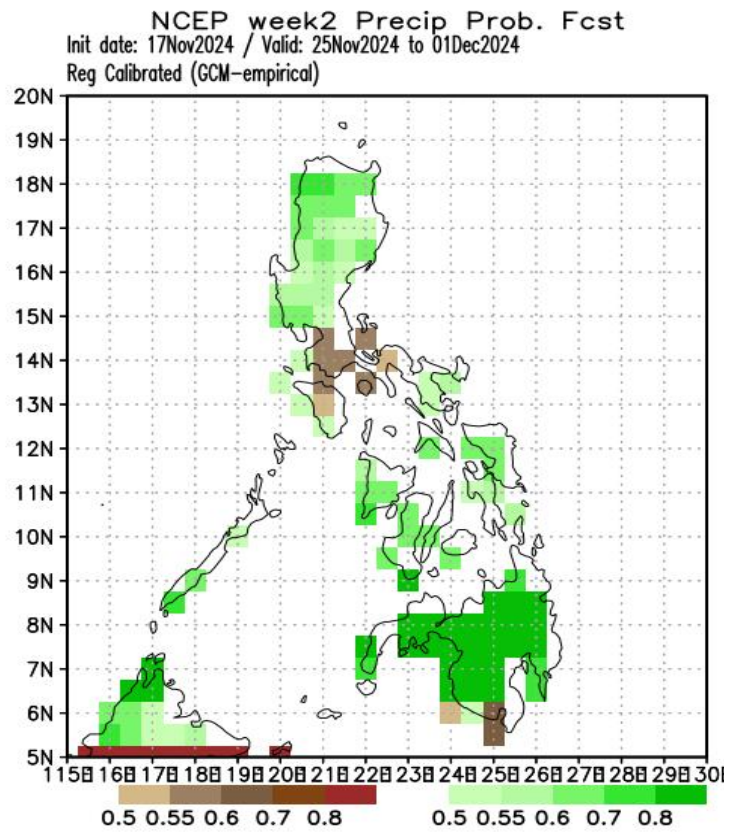 NCEP week2 Precip Prob. Fcst
Init date: 17Nov2024 / Valid: 25Nov2024 to 01Dec2024
Reg Calibrated (GCM-empirical)
20N
19N
18N
17N
16N
15N
14N
13N
12N
11N
10N
9N
8N
7N
6N
5N
115E 116E 117E 118E 119E 120E 121E 122E 123E 124E 125E 126E 127E 128E 129E 130E
0.5 0.55 0.6 0.7 0.8 0.5 0.55 0.6 0.7 0.8